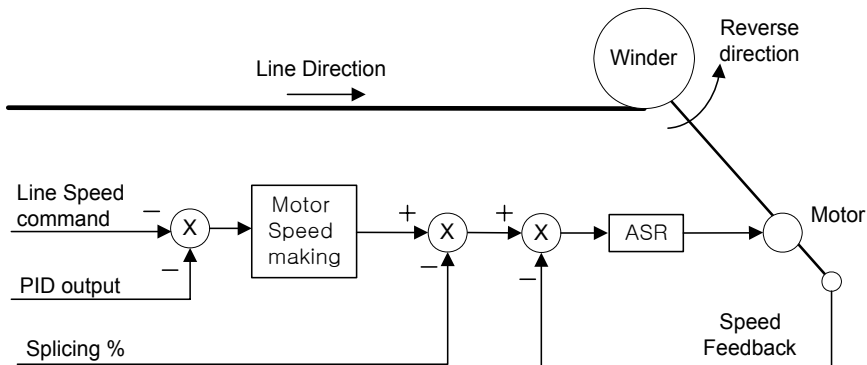 Winder
Reverse
direction
Line Direction
Line Speed
command
−
X
−
Motor
Speed
making
+
X
−
+
X
−
ASR
Motor
PID output
Splicing %
Speed
Feedback